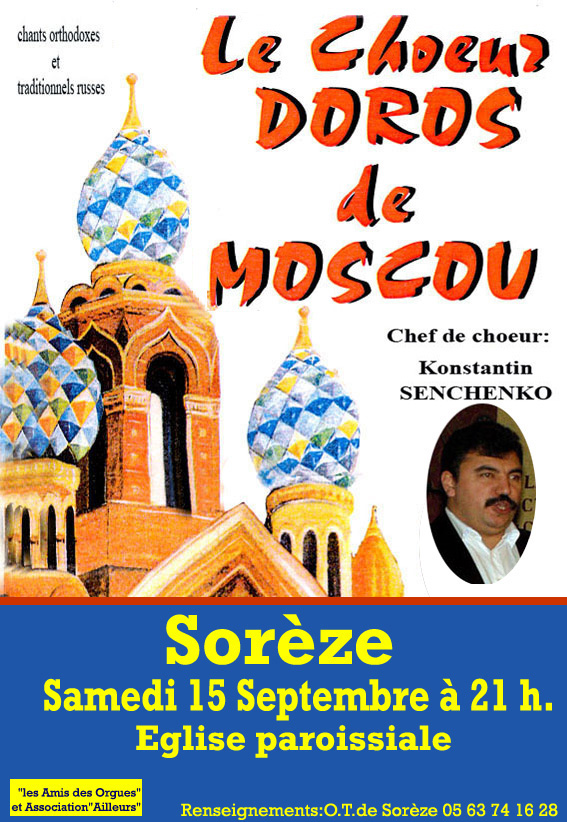 chants orthodoxes
et
traditionnels russes
Le Choeur
DOROS
de
MOSCOU
Chef de choeur:
Konstantin
SENCHENKO
Sorèze
Samedi 15 Septembre à 21 h.
Eglise paroissiale
"les Amis des Orgues"
et Association"Ailleurs"
Renseignements:O.T.de Sorèze 05 63 74 16 28